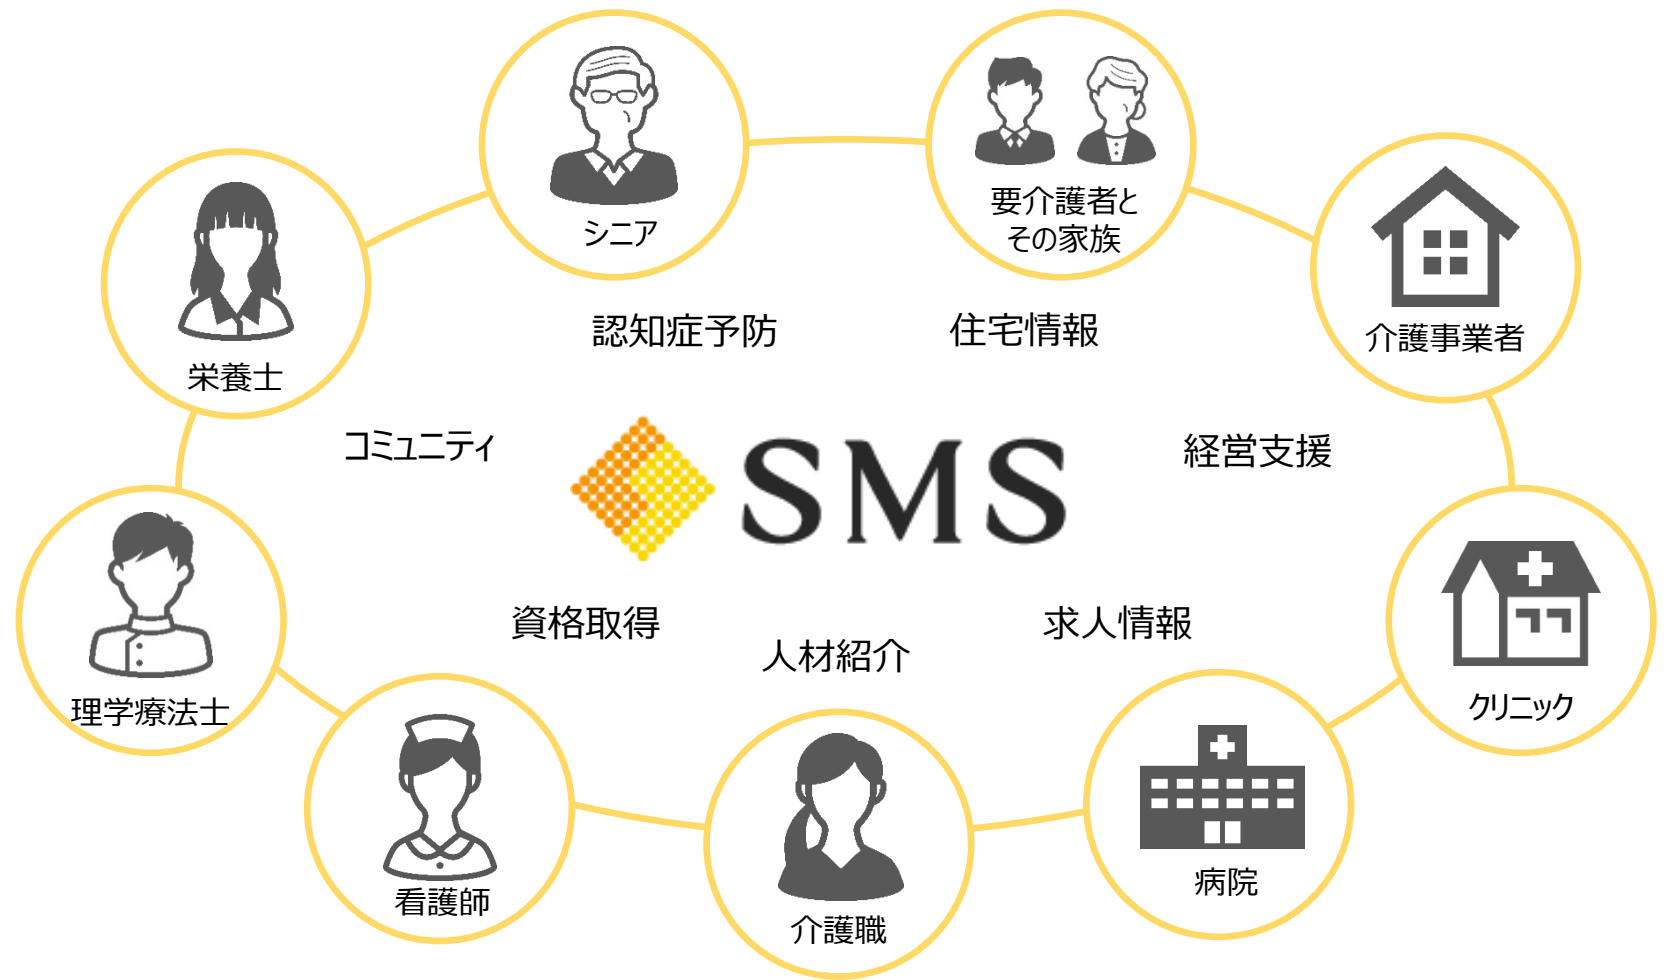 シニア
要介護者と
その家族
介護事業者
栄養士
認知症予防
住宅情報
コミュニティ
経営支援
SMS
資格取得
人材紹介
求人情報
理学療法士
クリニック
看護師
介護職
病院